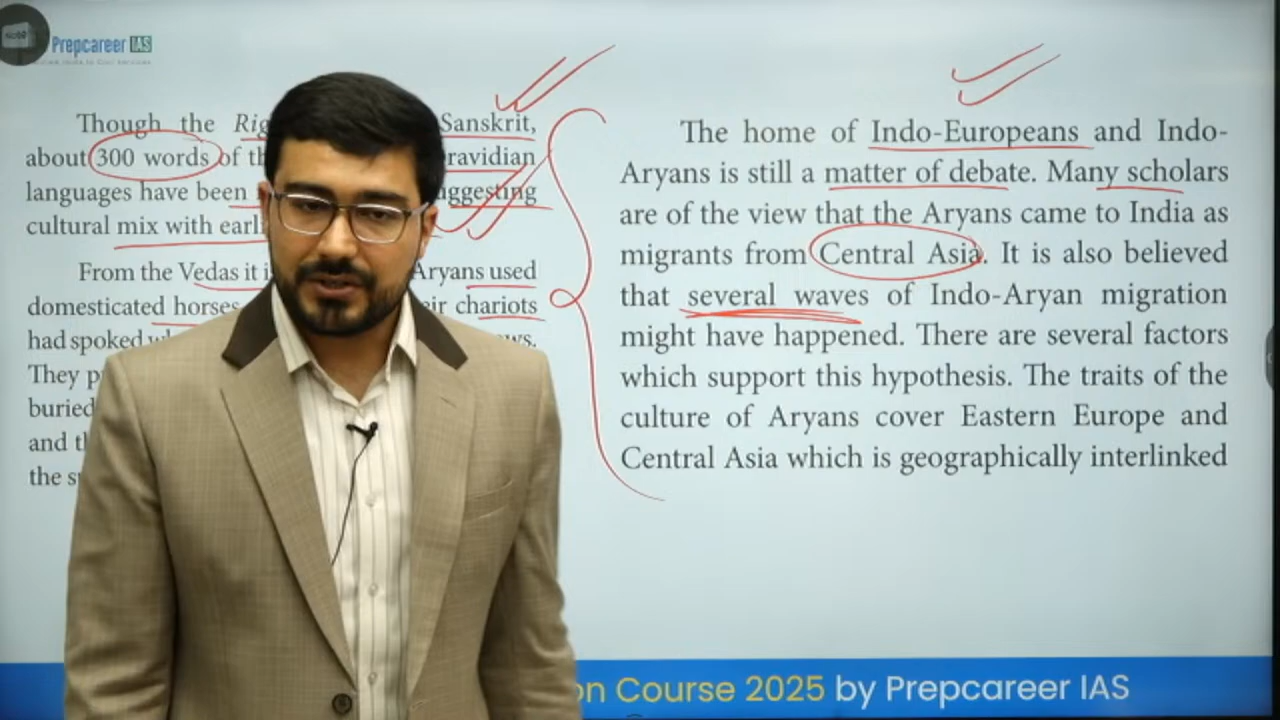 Prepcareer IAS
Though the Rig Sanskrit,
about 300 words of th ravidian
languages have been uggesting
cultural mix with earl
From the Vedas it i Aryans used
domesticated horses ir chariots
had spoked w ws.
They p
buried
and th
the s
The home of Indo-Europeans and Indo-
Aryans is still a matter of debate. Many scholars
are of the view that the Aryans came to India as
migrants from Central Asia. It is also believed
that several waves of Indo-Aryan migration
might have happened. There are several factors
which support this hypothesis. The traits of the
culture of Aryans cover Eastern Europe and
Central Asia which is geographically interlinked
on Course 2025 by Prepcareer IAS